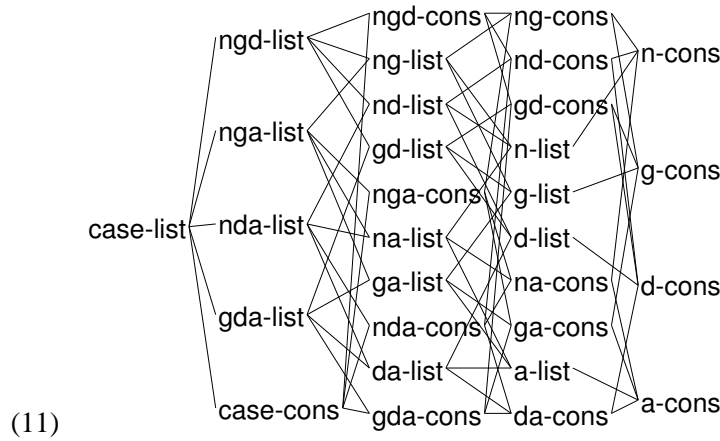 ngd-cons ng-cons
ngd-list n-cons
ng-list nd-cons
nd-list gd-cons
nga-list gd-list n-list
nga-cons g-list g-cons
case-list nda-list na-list d-list
ga-list na-cons d-cons
gda-list nda-cons ga-cons
da-list a-list
case-cons gda-cons da-cons a-cons
(11)